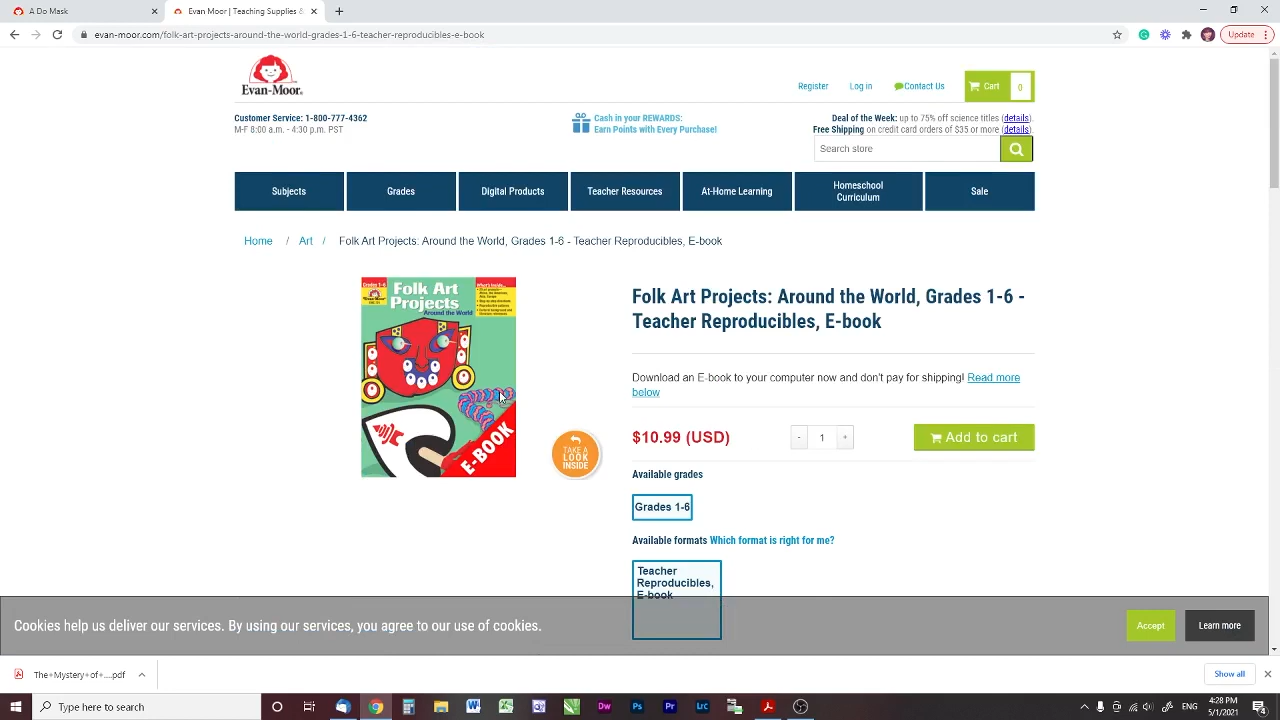 A Do Mask
Evan-Moor | Teaching Supplies &
evan-moor.com/folk-art-projects-around-the-world-grades-1-6-teacher-reproducibles-e-book
Update
Evan-Moor
Register
Log in
Contact Us
Cart
0
Customer Service: 1-800-777-4362
M-F 8:00 a.m. - 4:30 p.m. PST
Cash in your REWARDS:
Earn Points with Every Purchase!
Deal of the Week: up to 75% off science titles (details).
Free Shipping on credit card orders of $35 or more (details).
Search store
Subjects
Grades
Digital Products
Teacher Resources
At-Home Learning
Homeschool
Curriculum
Sale
Home / Art / Folk Art Projects: Around the World, Grades 1-6 - Teacher Reproducibles, E-book
Grades 1-6
Folk Art
Projects
Around the World
E-BOOK
TAKE A
LOOK
INSIDE
Folk Art Projects: Around the World, Grades 1-6 -
Teacher Reproducibles, E-book
Download an E-book to your computer now and don't pay for shipping! Read more
below
$10.99 (USD)
- 1 +
Add to cart
Available grades
Grades 1-6
Available formats Which format is right for me?
Teacher
Reproducibles,
E-book
Cookies help us deliver our services. By using our services, you agree to our use of cookies.
Accept
Learn more
The+Mystery+of+....pdf
Show all
Type here to search
4:28 PM
5/1/2021